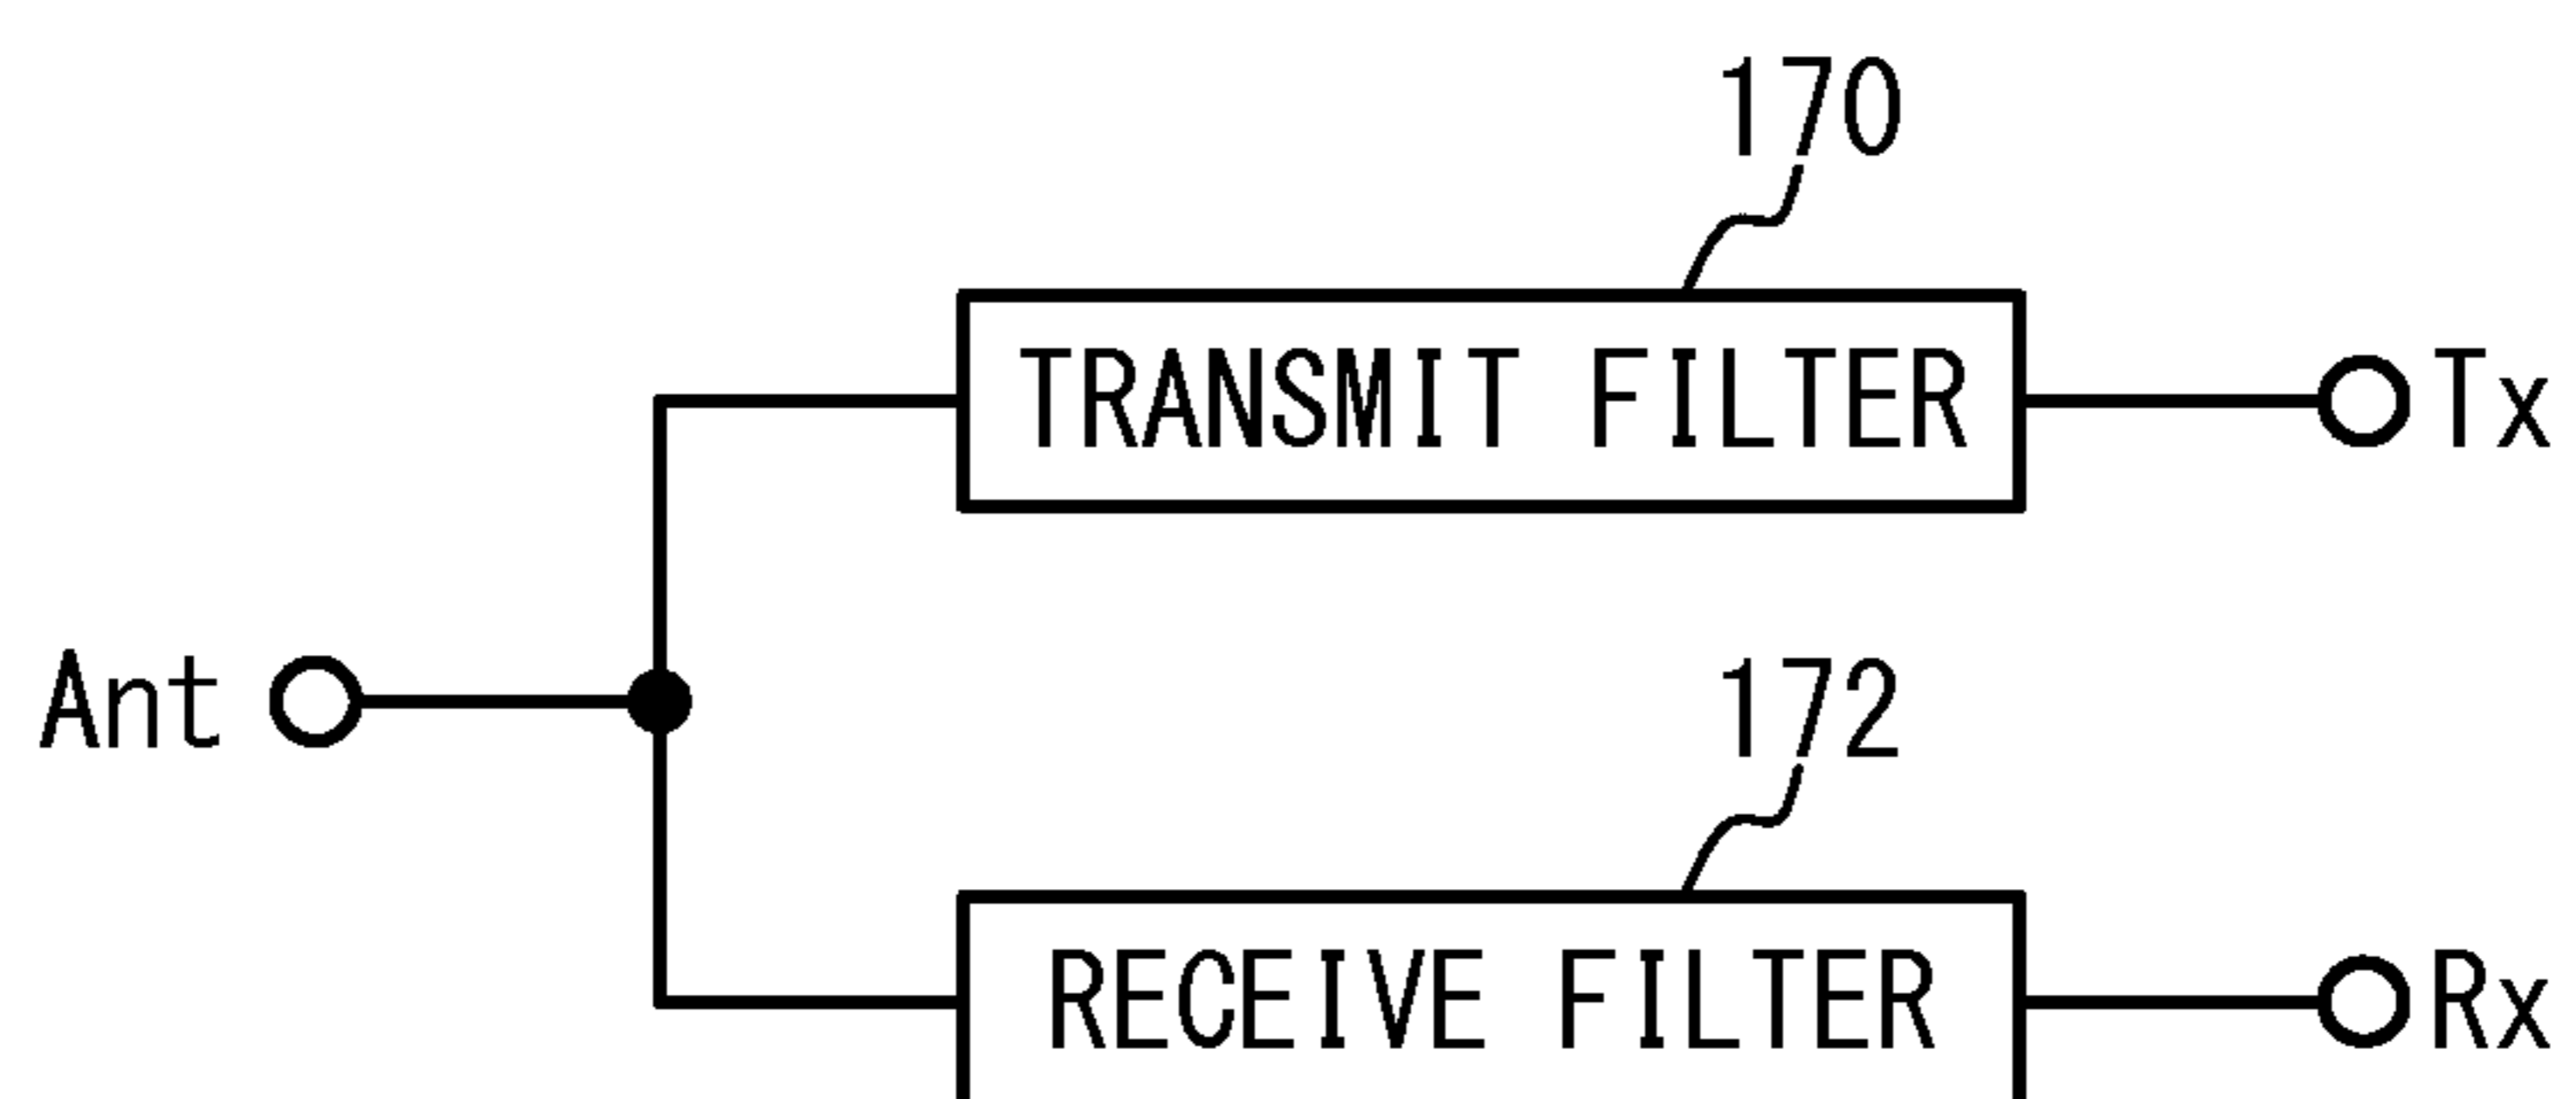 170
TRANSMIT FILTER
Tx
Ant
172
RECEIVE FILTER
Rx